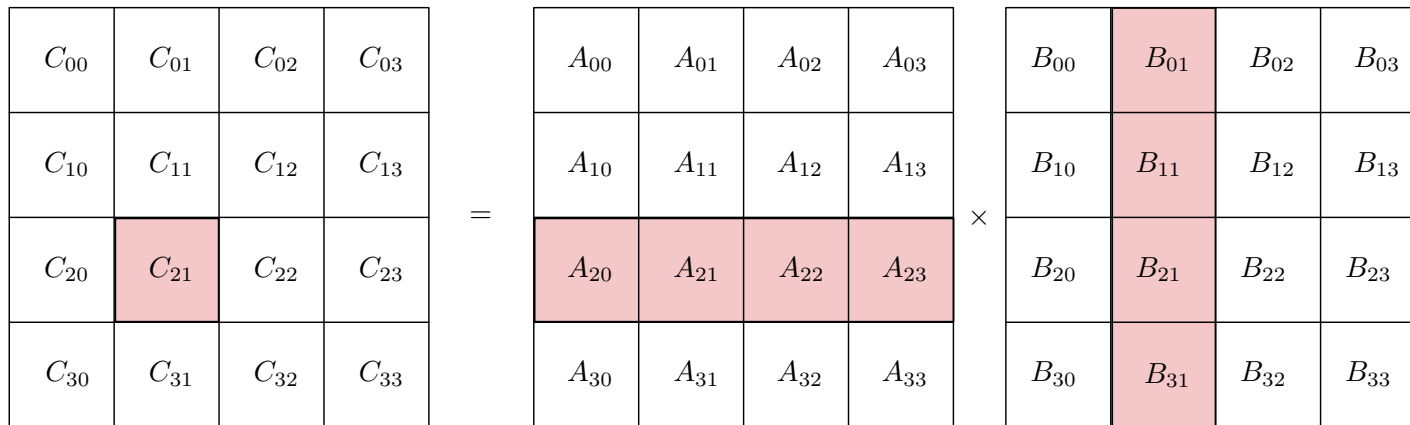 C00 C01 C02 C03 A00 A01 A02 A03 B00 B01 B02 B03
C10 C11 C12 C13 A10 A11 A12 A13 B10 B11 B12 B13
= ×
C20 C21 C22 C23 A20 A21 A22 A23 B20 B21 B22 B23
C30 C31 C32 C33 A30 A31 A32 A33 B30 B31 B32 B33